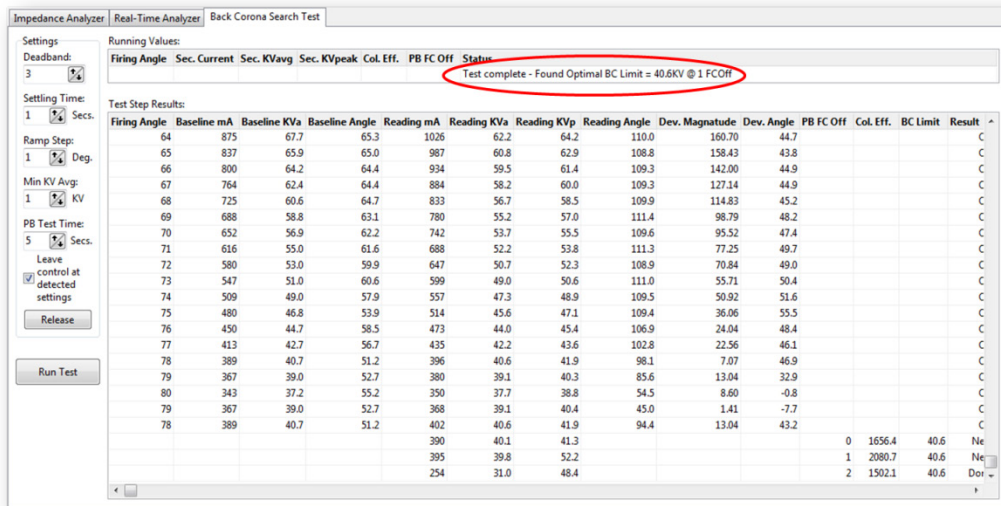 Impedance Analyzer Real-Time Analyzer Back Corona Search Test
Settings
Deadband:
3
Settling Time:
1 Secs.
Ramp Step:
1 Deg.
Min KV Avg:
1 KV
PB Test Time:
5 Secs.
Leave
control at
detected
settings
Release
Run Test
Running Values:
Firing Angle Sec. Current Sec. KVavg Sec. KVpeak Col. Eff. PB FC Off Status
Test complete - Found Optimal BC Limit = 40.6KV @ 1 FCOff
Test Step Results:
Firing Angle Baseline mA Baseline KVa Baseline Angle Reading mA Reading KVa Reading KVp Reading Angle Dev. Magnatude Dev. Angle PB FC Off Col. Eff. BC Limit Result
64 875 67.7 65.3 1026 62.2 64.2 110.0 160.70 44.7 C
65 837 65.9 65.0 987 60.8 62.9 108.8 158.43 43.8 C
66 800 64.2 64.4 934 59.5 61.4 109.3 142.00 44.9 C
67 764 62.4 64.4 884 58.2 60.0 109.3 127.14 44.9 C
68 725 60.6 64.7 833 56.7 58.5 109.9 114.83 45.2 C
69 688 58.8 63.1 780 55.2 57.0 111.4 98.79 48.2 C
70 652 56.9 62.2 742 53.7 55.5 109.6 95.52 47.4 C
71 616 55.0 61.6 688 52.2 53.8 111.3 77.25 49.7 C
72 580 53.0 59.9 647 50.7 52.3 108.9 70.84 49.0 C
73 547 51.0 60.6 599 49.0 50.6 111.0 55.71 50.4 C
74 509 49.0 57.9 557 47.3 48.9 109.5 50.92 51.6 C
75 480 46.8 53.9 514 45.6 47.1 109.4 36.06 55.5 C
76 450 44.7 58.5 473 44.0 45.4 106.9 24.04 48.4 C
77 413 42.7 56.7 435 42.2 43.6 102.8 22.56 46.1 C
78 389 40.7 51.2 396 40.6 41.9 98.1 7.07 46.9 C
79 367 39.0 52.7 380 39.1 40.3 85.6 13.04 32.9 C
80 343 37.2 55.2 350 37.7 38.8 54.5 8.60 -0.8 C
79 367 39.0 52.7 368 39.1 40.4 45.0 1.41 -7.7 C
78 389 40.7 51.2 402 40.6 41.9 94.4 13.04 43.2 C
390 40.1 41.3 0 1656.4 40.6 Ne
395 39.8 52.2 1 2080.7 40.6 Ne
254 31.0 48.4 2 1502.1 40.6 Dor